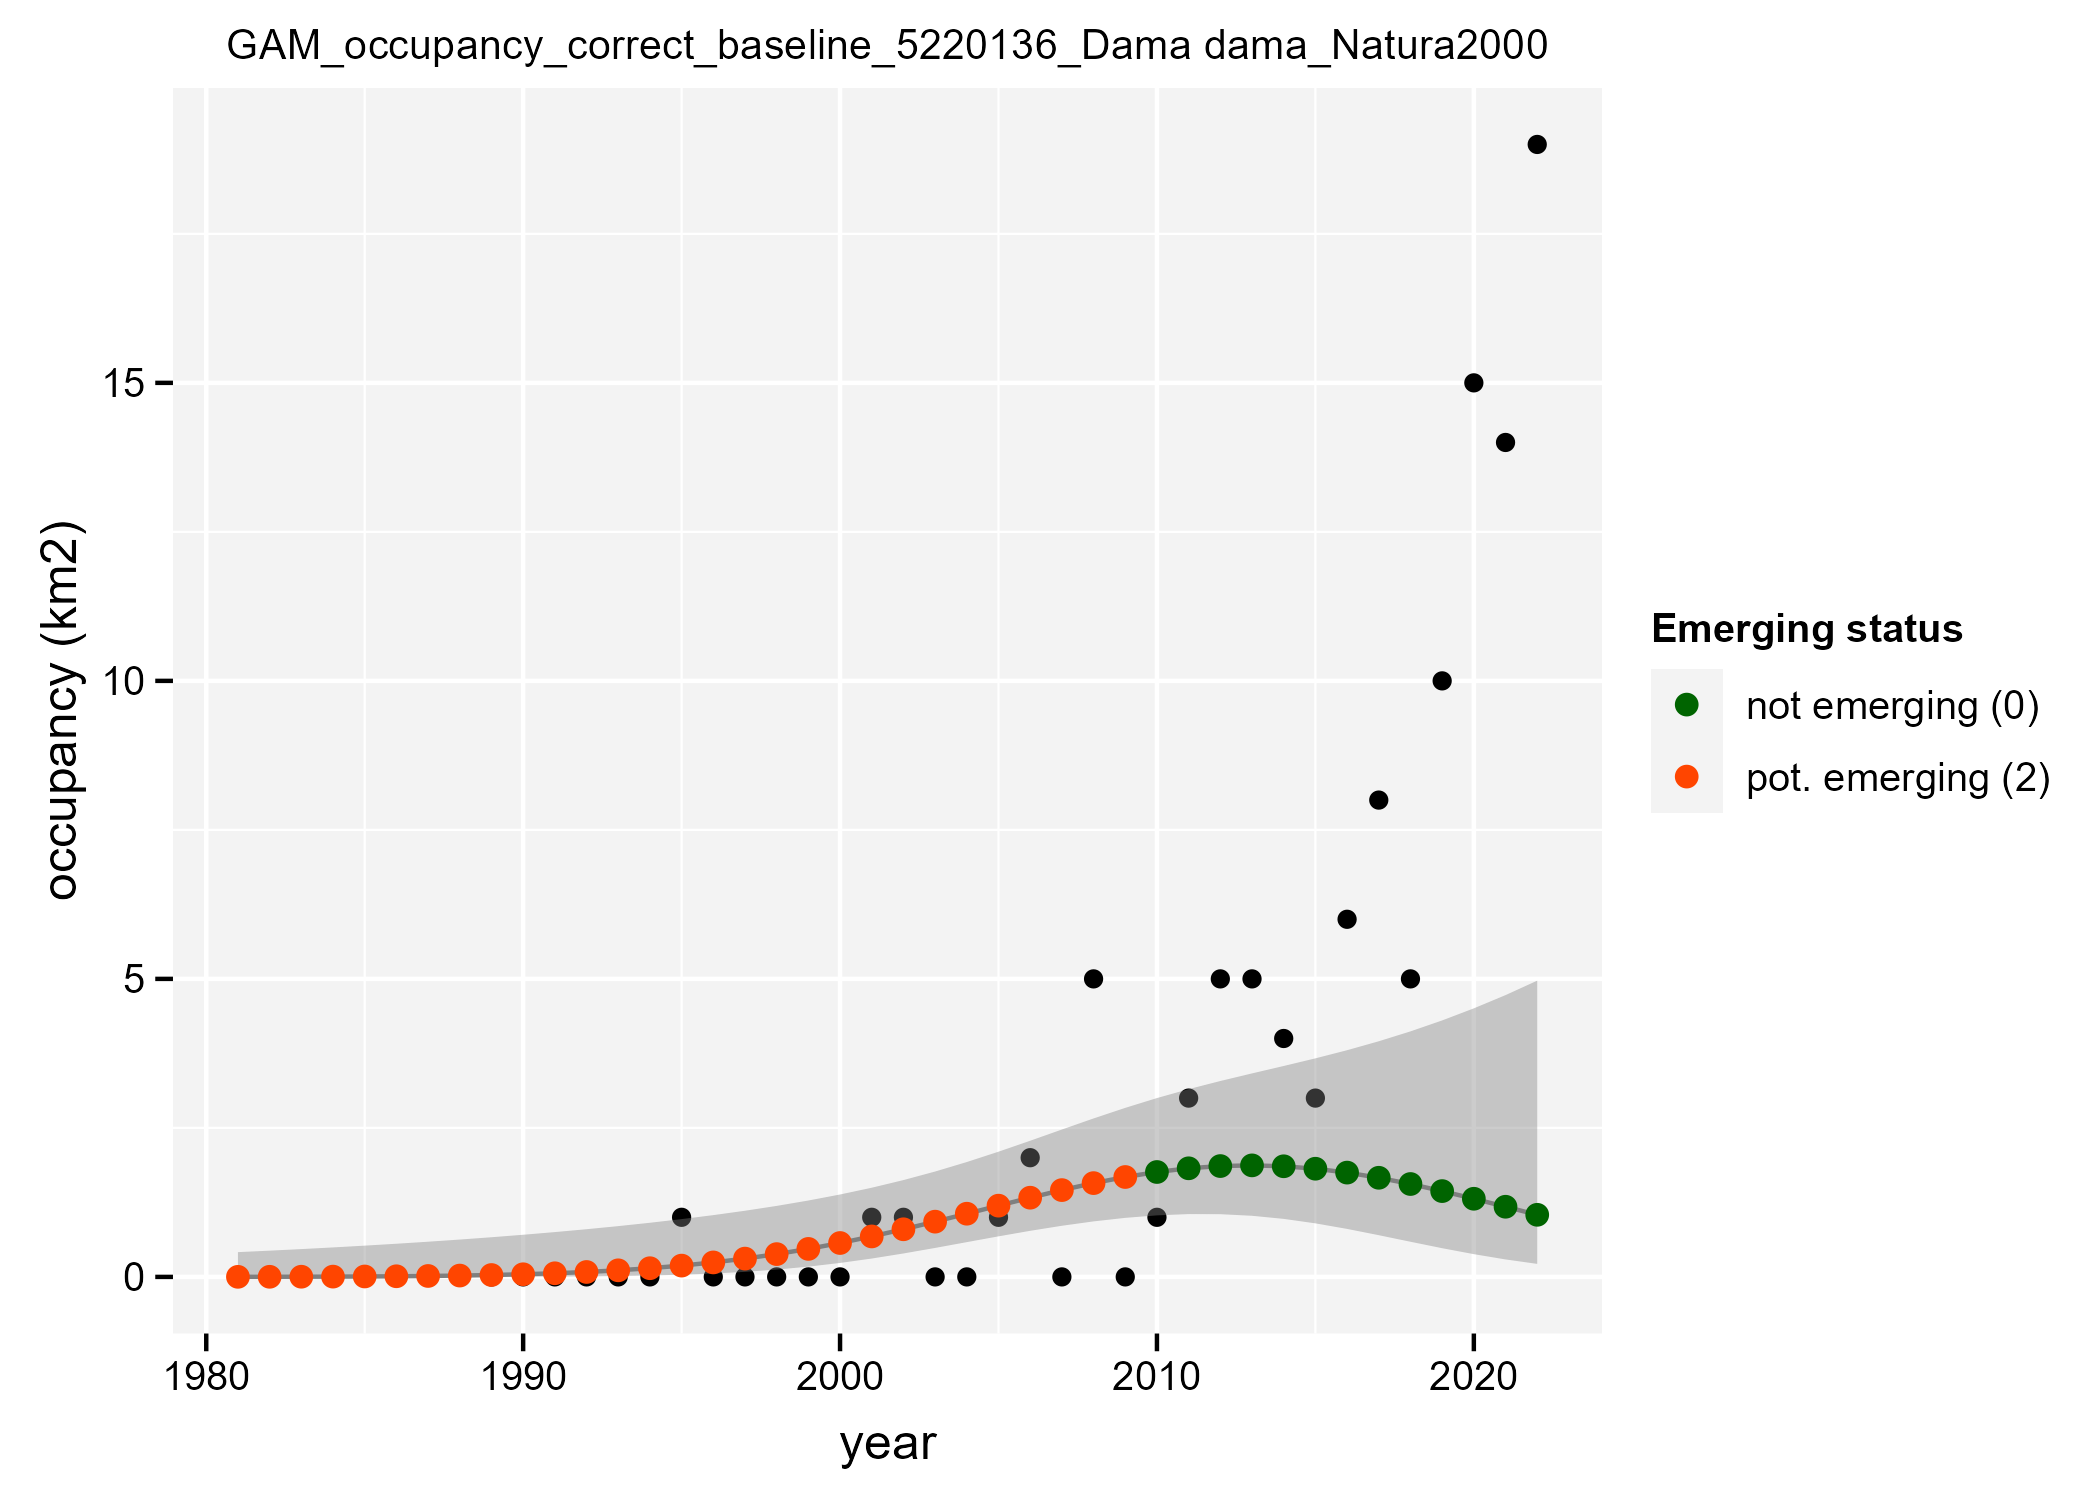 GAM_occupancy_correct_baseline_5220136_Dama dama_Natura2000
occupancy (km2)
15
10
5
0
1980 1990 2000 2010 2020
year
Emerging status
not emerging (0)
pot. emerging (2)